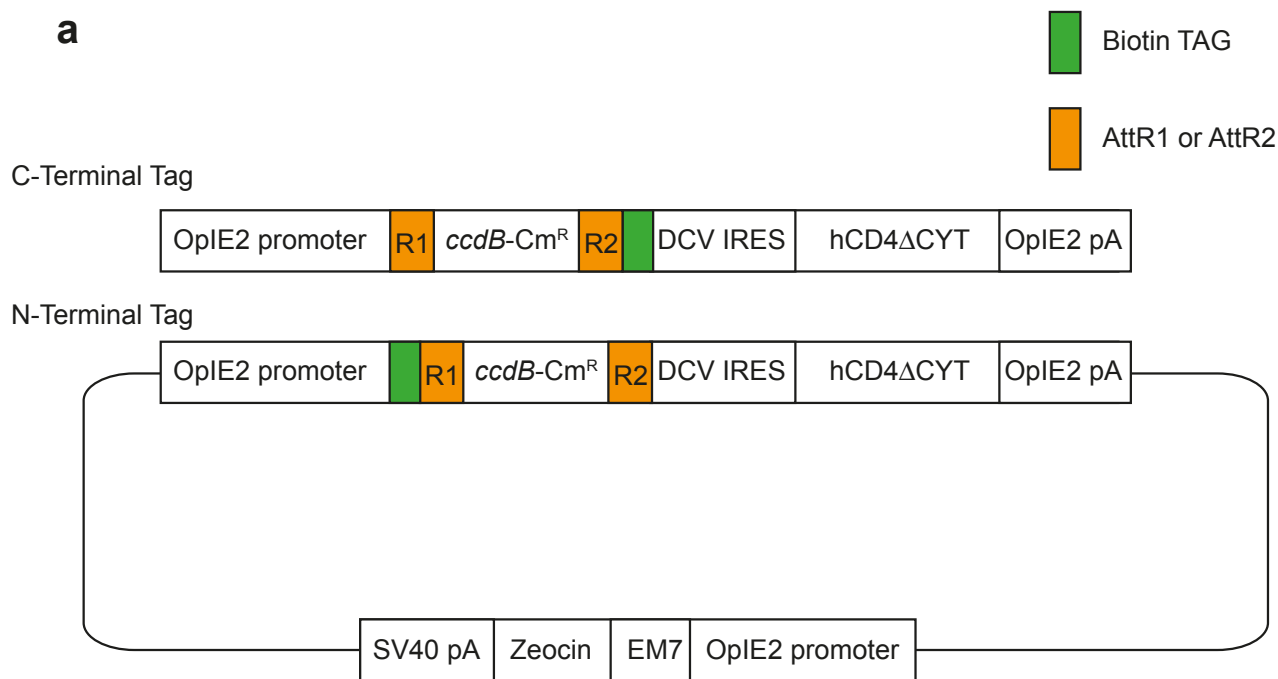 a
Biotin TAG
AttR1 or AttR2
C-Terminal Tag
OpIE2 promoter R1 ccdB-Cmᴿ R2 DCV IRES hCD4ΔCYT OpIE2 pA
N-Terminal Tag
OpIE2 promoter R1 ccdB-Cmᴿ R2 DCV IRES hCD4ΔCYT OpIE2 pA
SV40 pA Zeocin EM7 OpIE2 promoter